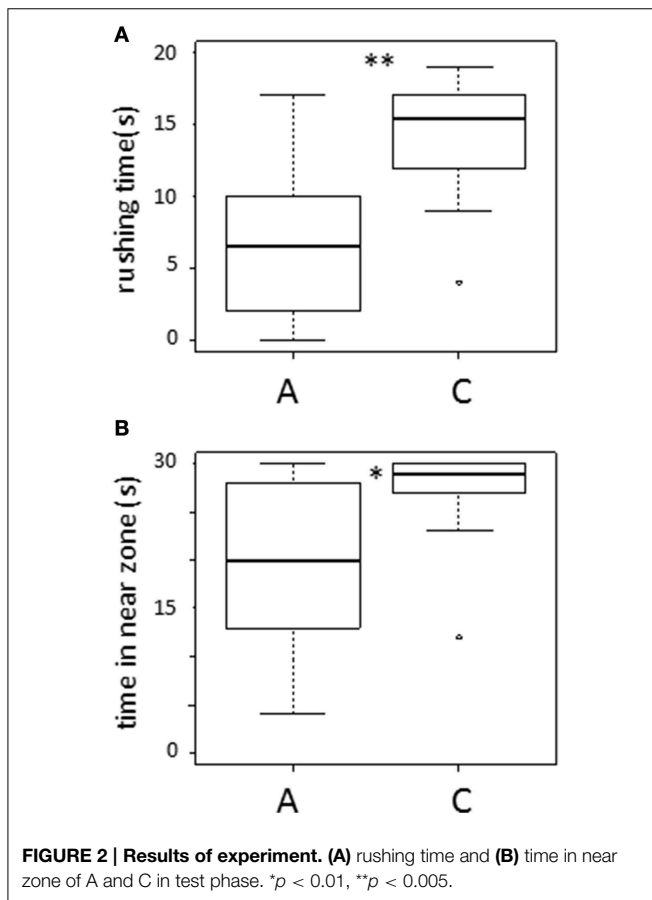 A
20
**
15
rushing time(s)
10
5
0
A C
B
30
*
time in near zone (s)
15
0
A C
FIGURE 2 | Results of experiment. (A) rushing time and (B) time in near
zone of A and C in test phase. *p < 0.01, **p < 0.005.